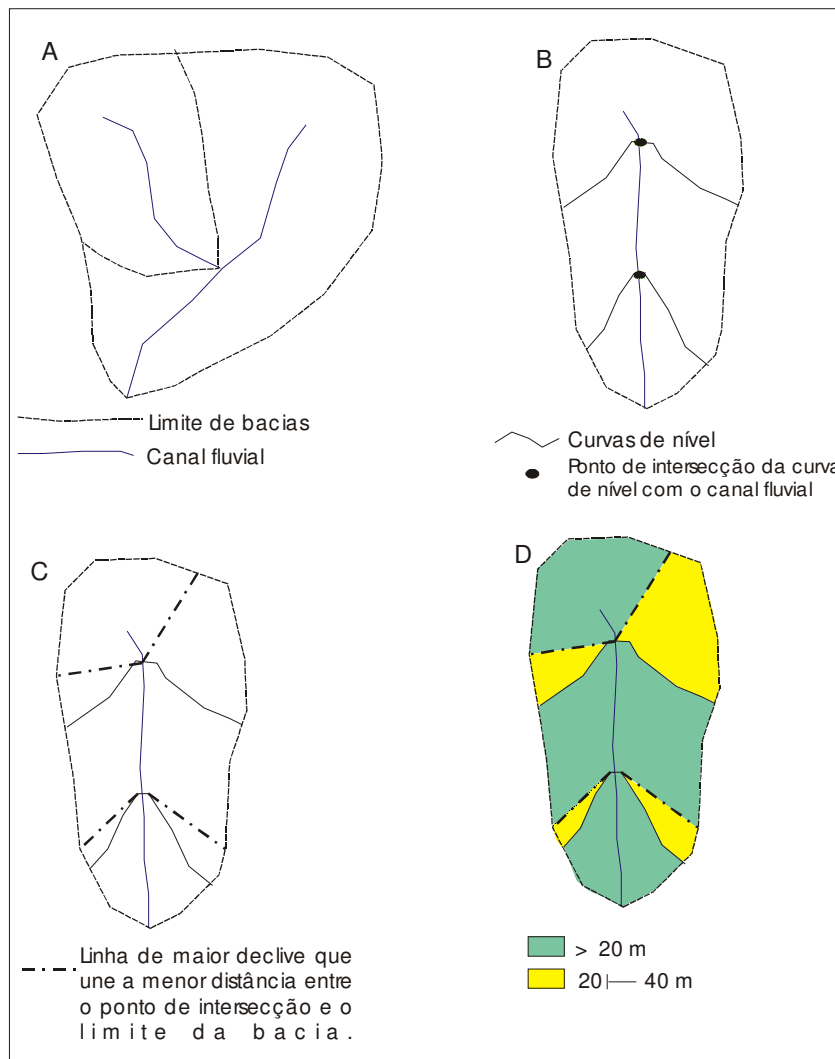 A
Limite de bacias
Canal fluvial
B
Curvas de nível
Ponto de intersecção da curva
de nível com o canal fluvial
C
Linha de maior declive que
une a menor distância entre
o ponto de intersecção e o
limite da bacia.
D
> 20 m
20 40 m